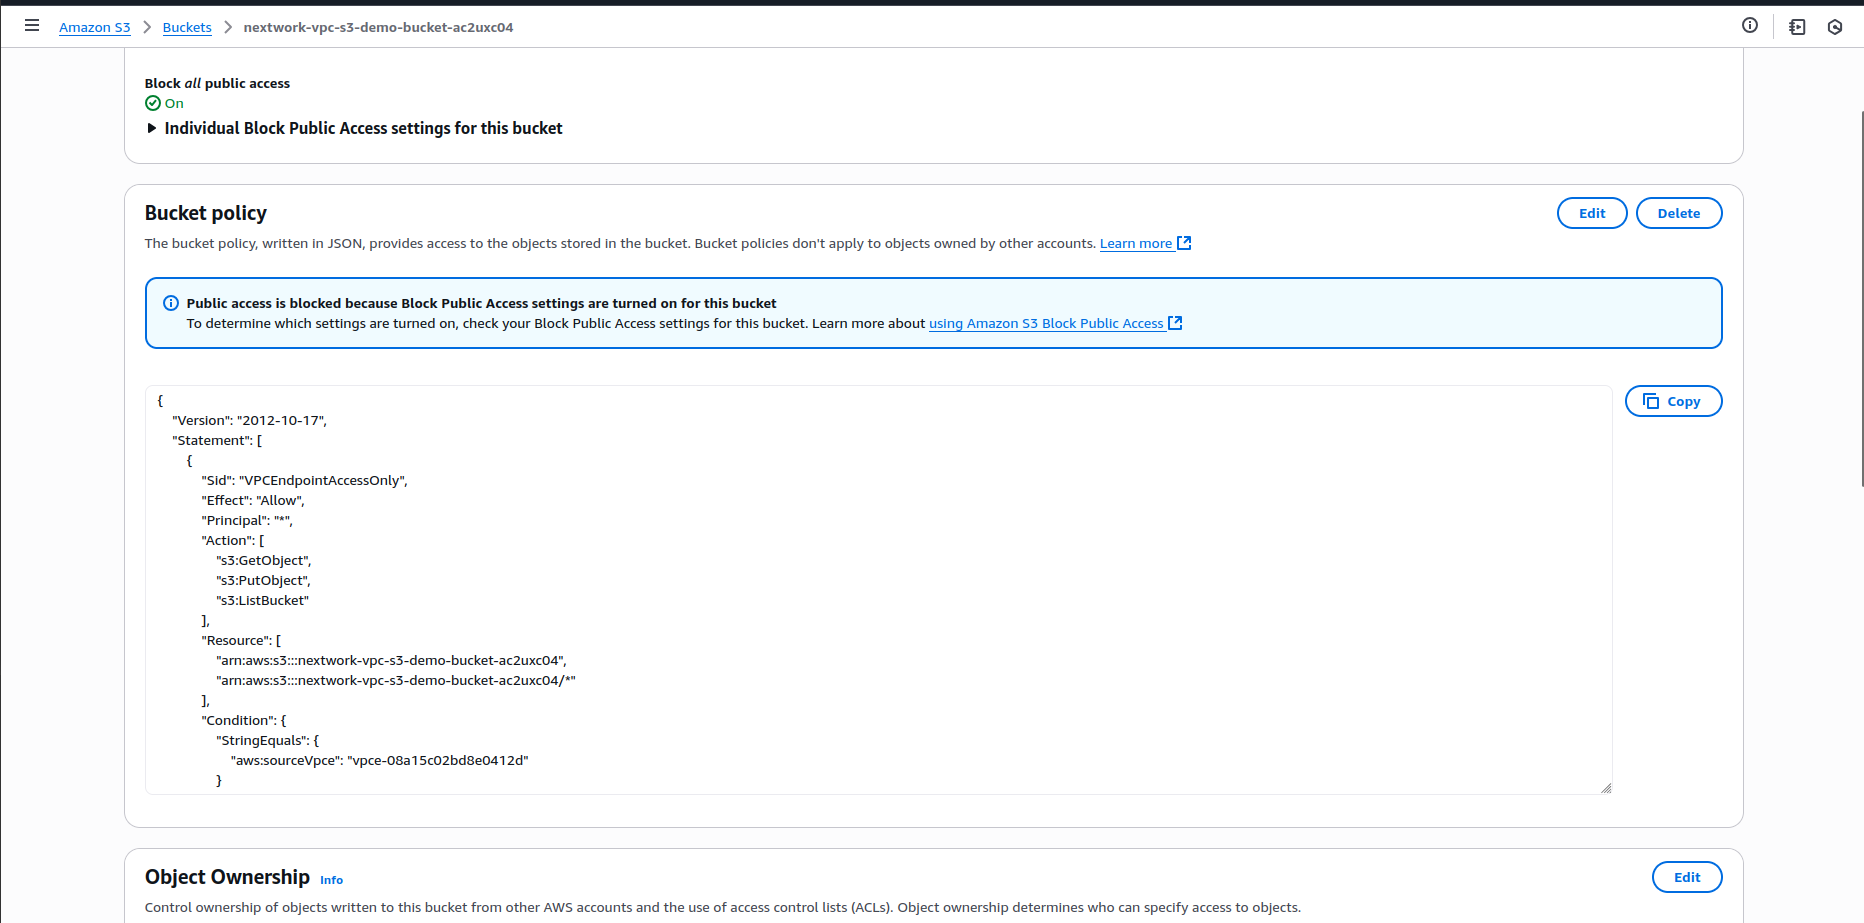 Amazon S3 > Buckets > nextwork-vpc-s3-demo-bucket-ac2uxc04
Block all public access
On
Individual Block Public Access settings for this bucket
Bucket policy
Edit
Delete
The bucket policy, written in JSON, provides access to the objects stored in the bucket. Bucket policies don't apply to objects owned by other accounts. Learn more
Public access is blocked because Block Public Access settings are turned on for this bucket
To determine which settings are turned on, check your Block Public Access settings for this bucket. Learn more about using Amazon S3 Block Public Access
Copy
{
    "Version": "2012-10-17",
    "Statement": [
        {
            "Sid": "VPCEndpointAccessOnly",
            "Effect": "Allow",
            "Principal": "*",
            "Action": [
                "s3:GetObject",
                "s3:PutObject",
                "s3:ListBucket"
            ],
            "Resource": [
                "arn:aws:s3:::nextwork-vpc-s3-demo-bucket-ac2uxc04",
                "arn:aws:s3:::nextwork-vpc-s3-demo-bucket-ac2uxc04/*"
            ],
            "Condition": {
                "StringEquals": {
                    "aws:sourceVpce": "vpce-08a15c02bd8e0412d"
                }
Object Ownership Info
Edit
Control ownership of objects written to this bucket from other AWS accounts and the use of access control lists (ACLs). Object ownership determines who can specify access to objects.